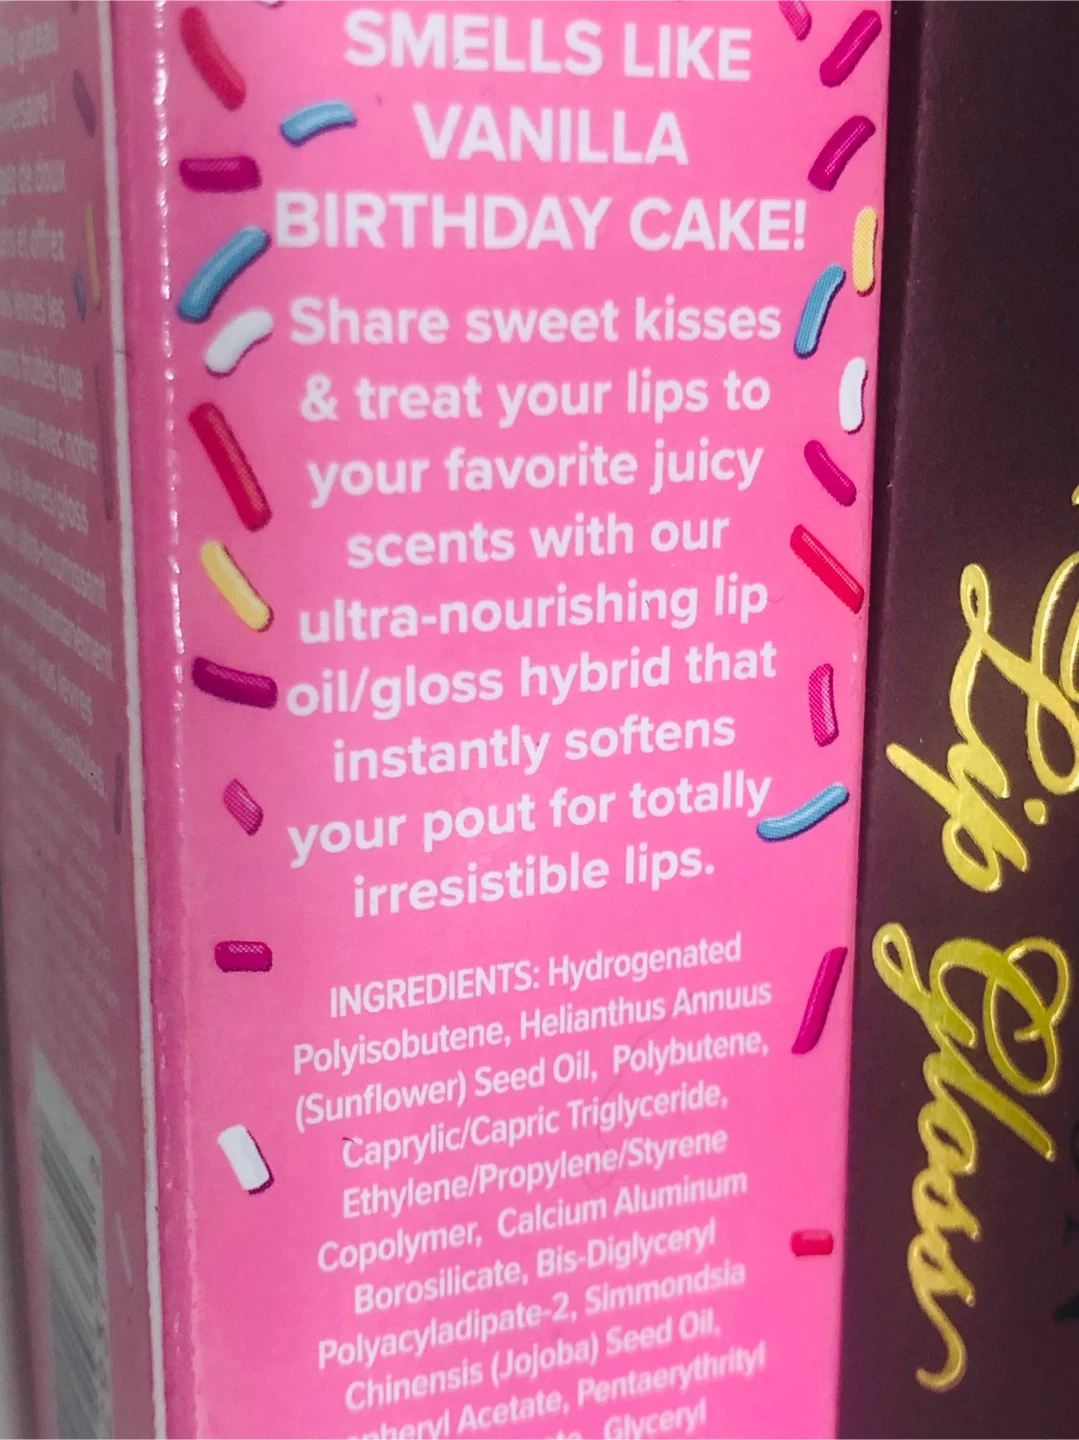 SMELLS LIKE
VANILLA
BIRTHDAY CAKE!
Share sweet kisses
& treat your lips to
your favorite juicy
scents with our
ultra-nourishing lip
oil/gloss hybrid that
instantly softens
your pout for totally
irresistible lips.
INGREDIENTS: Hydrogenated
Polyisobutene, Helianthus Annuus
(Sunflower) Seed Oil, Polybutene,
Caprylic/Capric Triglyceride,
Ethylene/Propylene/Styrene
Copolymer, Calcium Aluminum
Borosilicate, Bis-Diglyceryl
Polyacyladipate-2, Simmondsia
Chinensis (Jojoba) Seed Oil,
Acetate, Pentaerythrityl
Glyceryl
Lip Gloss